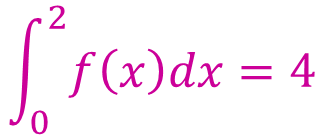 ∫₀² f(x)dx = 4